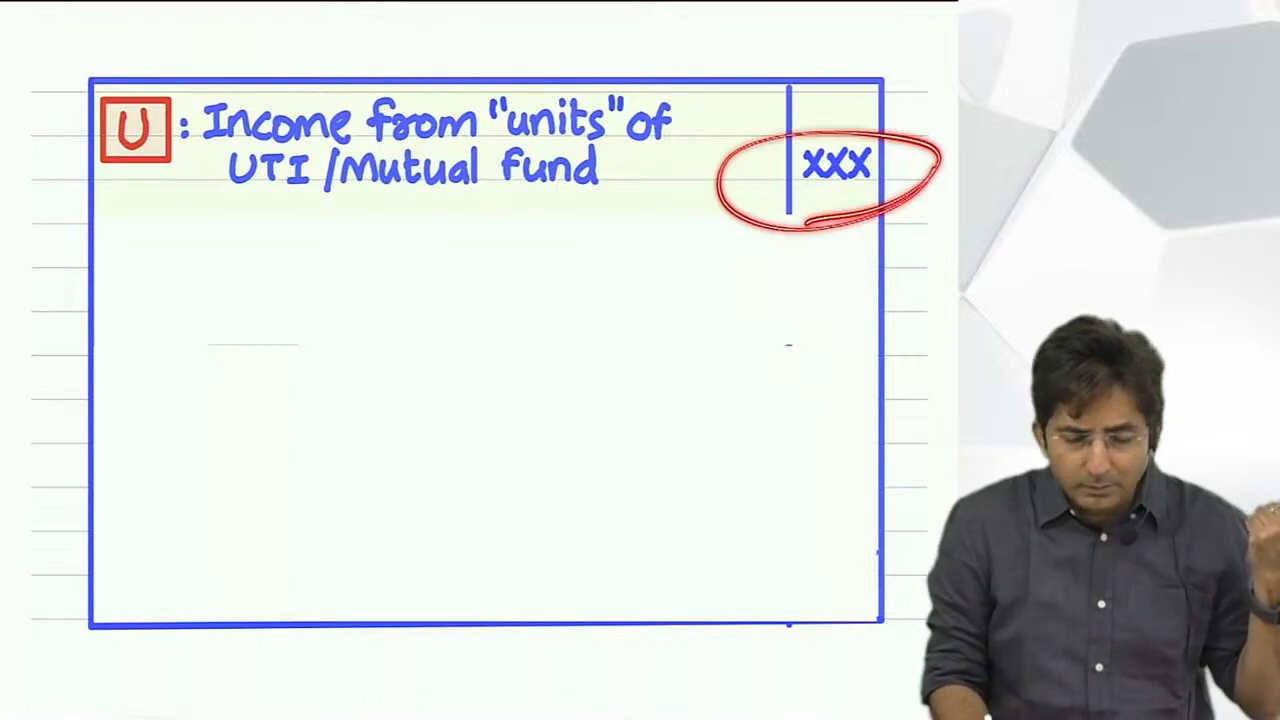 U : Income from "units" of
UTI / Mutual fund XXX